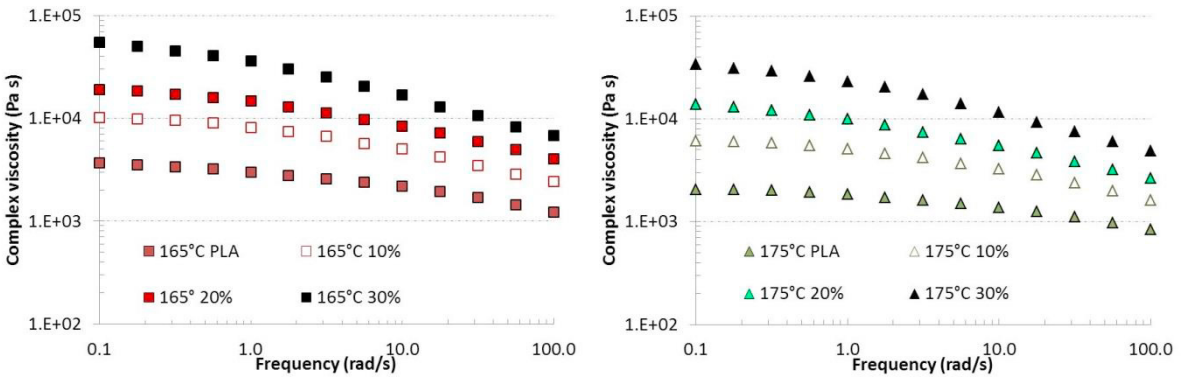 1.E+05
1.E+04
1.E+03
1.E+02
Complex viscosity (Pa s)
165°C PLA
165°C 10%
165° 20%
165°C 30%
0.1
1.0
10.0
100.0
Frequency (rad/s)
1.E+05
1.E+04
1.E+03
1.E+02
Complex viscosity (Pa s)
175°C PLA
175°C 10%
175°C 20%
175°C 30%
0.1
1.0
10.0
100.0
Frequency (rad/s)